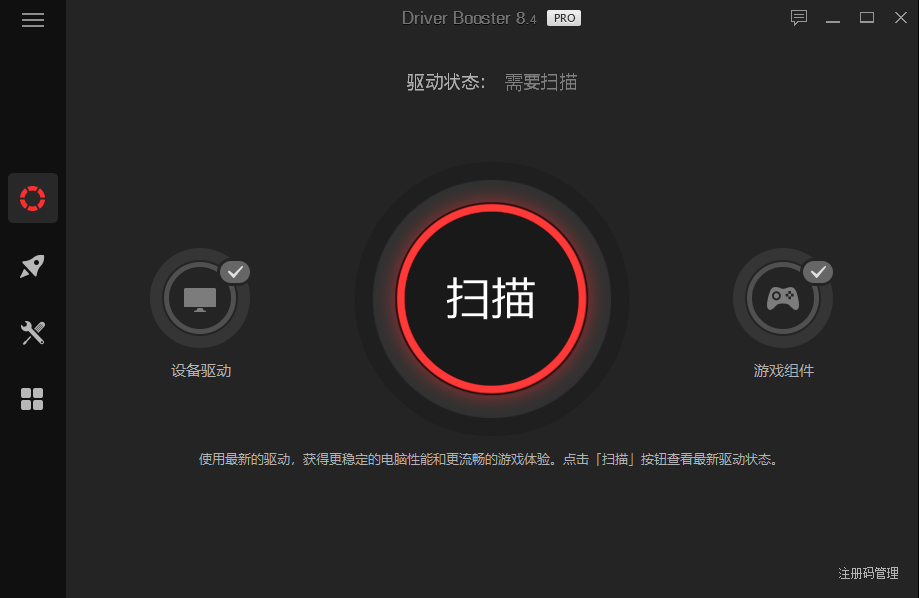 Driver Booster 8.4 PRO
驱动状态: 需要扫描
扫描
设备驱动
游戏组件
使用最新的驱动，获得更稳定的电脑性能和更流畅的游戏体验。点击「扫描」按钮查看最新驱动状态。
注册码管理